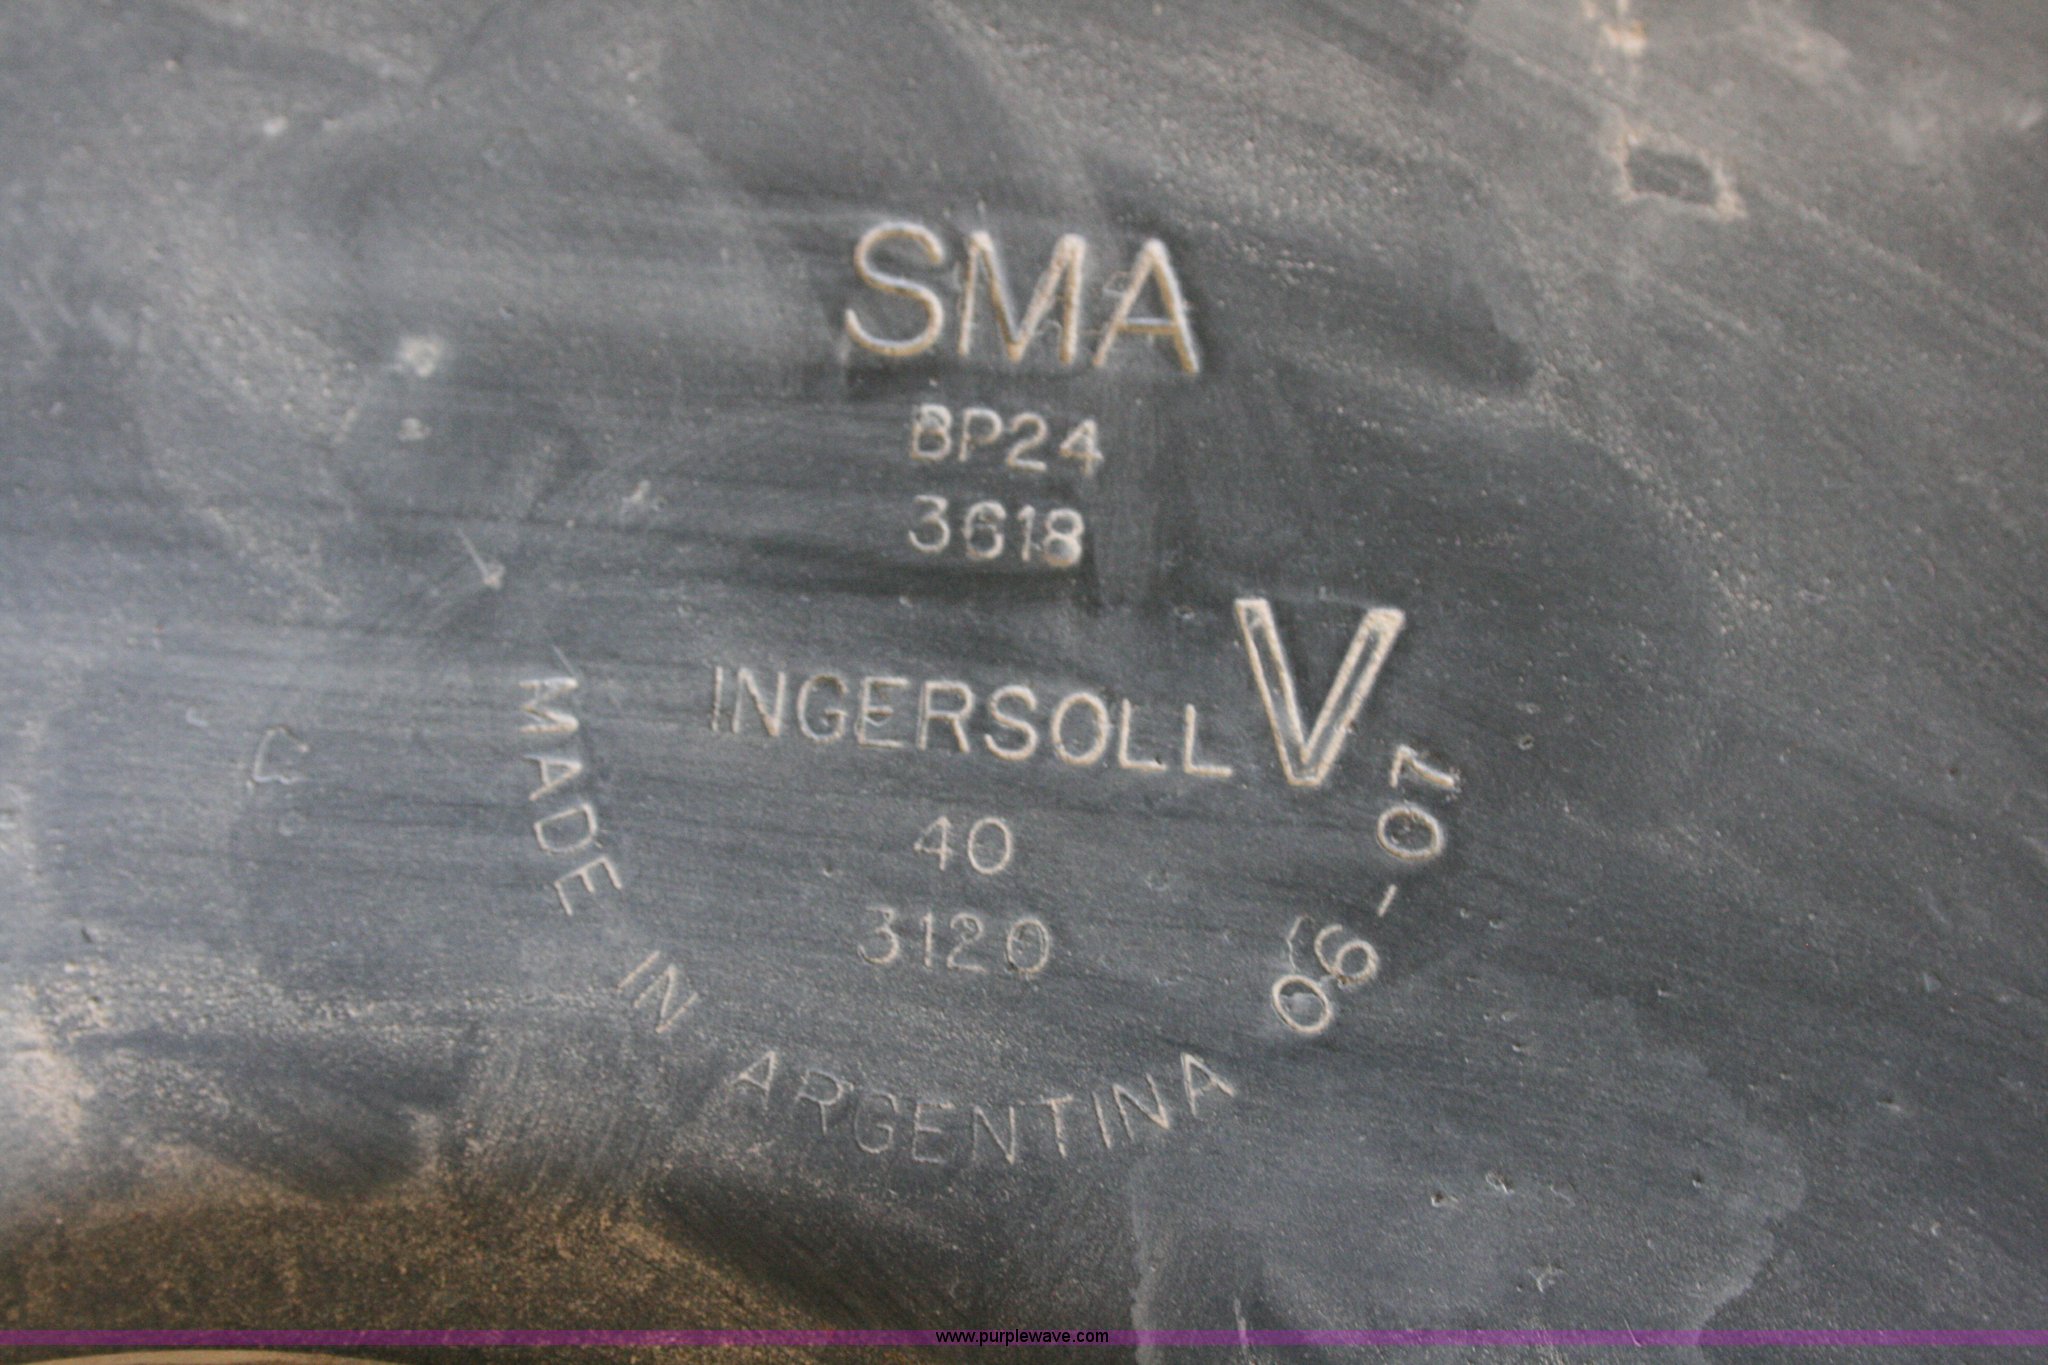 SMA
BP24
3618
INGERSOLL V
40
3120
MADE IN ARGENTINA
06-07
www.purplewave.com